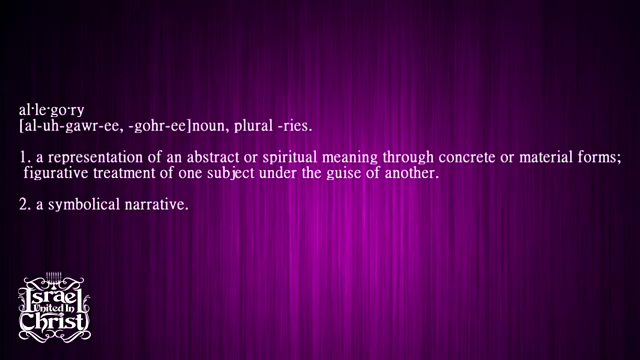 al·le·go·ry
[al-uh-gawr-ee, -gohr-ee]noun, plural -ries.
1. a representation of an abstract or spiritual meaning through concrete or material forms;
figurative treatment of one subject under the guise of another.
2. a symbolical narrative.
Israel
United In
Christ